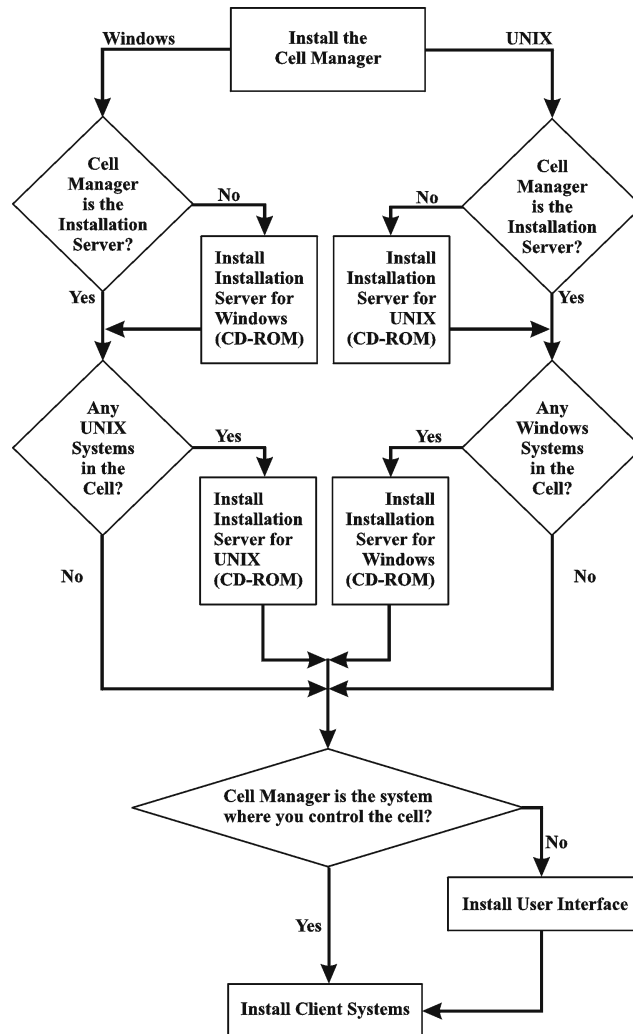 Windows
Install the
Cell Manager
UNIX
Cell
Manager
is the
Installation
Server?
No
Install
Installation
Server for
Windows
(CD-ROM)
Yes
Cell
Manager
is the
Installation
Server?
No
Install
Installation
Server for
UNIX
(CD-ROM)
Yes
Any
UNIX
Systems
in the
Cell?
Yes
Install
Installation
Server for
UNIX
(CD-ROM)
No
Any
Windows
Systems
in the
Cell?
Yes
Install
Installation
Server for
Windows
(CD-ROM)
No
Cell Manager is the system
where you control the cell?
No
Install User Interface
Yes
Install Client Systems